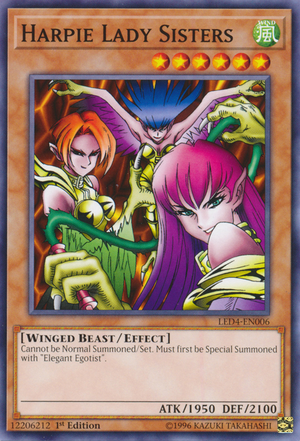 HARPIE LADY SISTERS
WIND
風
LED4-EN006
[WINGED BEAST/EFFECT]
Cannot be Normal Summoned/Set. Must first be Special Summoned
with "Elegant Egotist".
ATK/1950 DEF/2100
12206212 1st Edition ©1996 KAZUKI TAKAHASHI